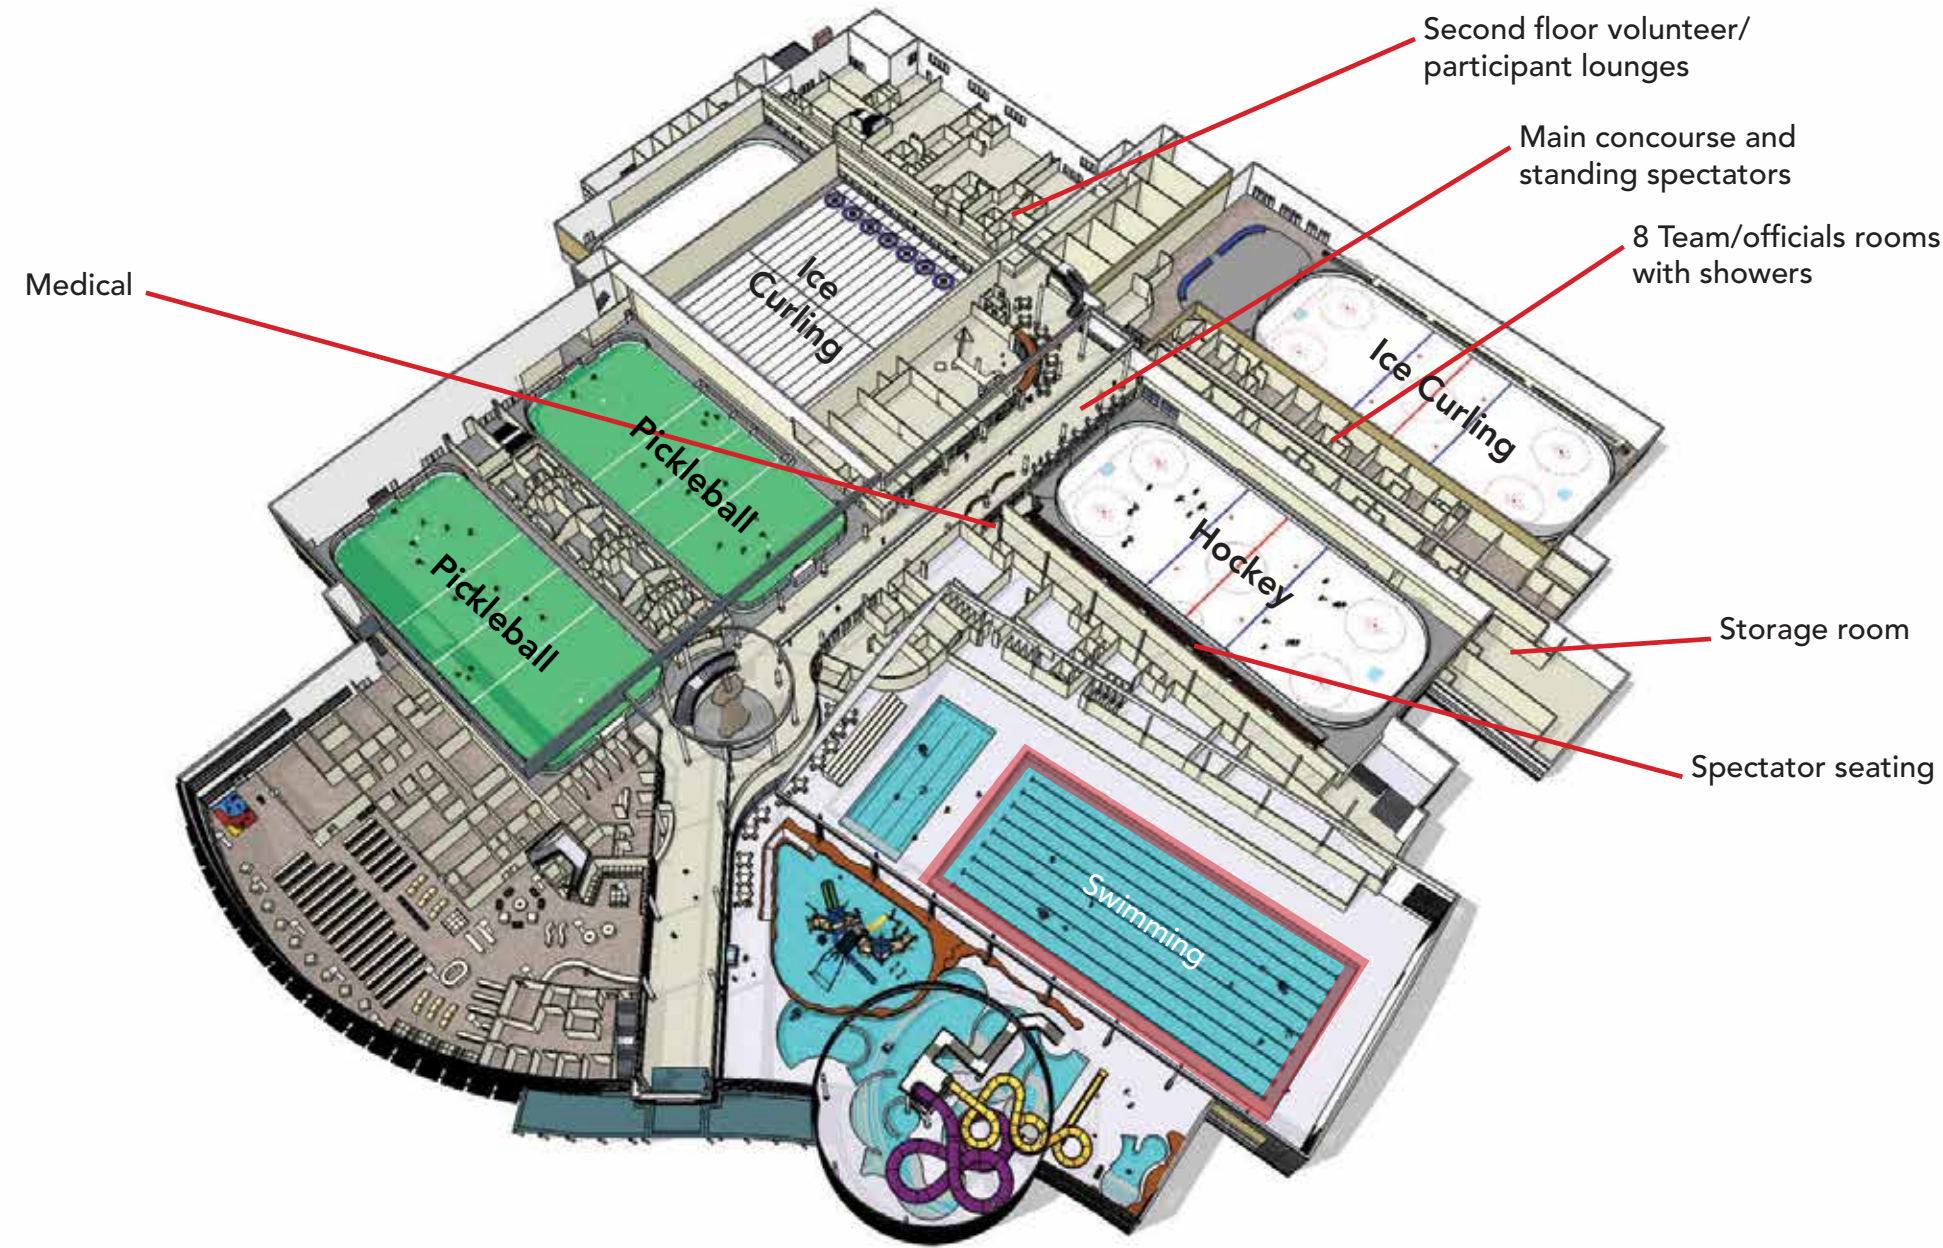 Second floor volunteer/
participant lounges
Main concourse and
standing spectators
8 Team/officials rooms
with showers
Medical
Ice
Curling
Ice Curling
Pickleball
Hockey
Pickleball
Storage room
Spectator seating
Swimming